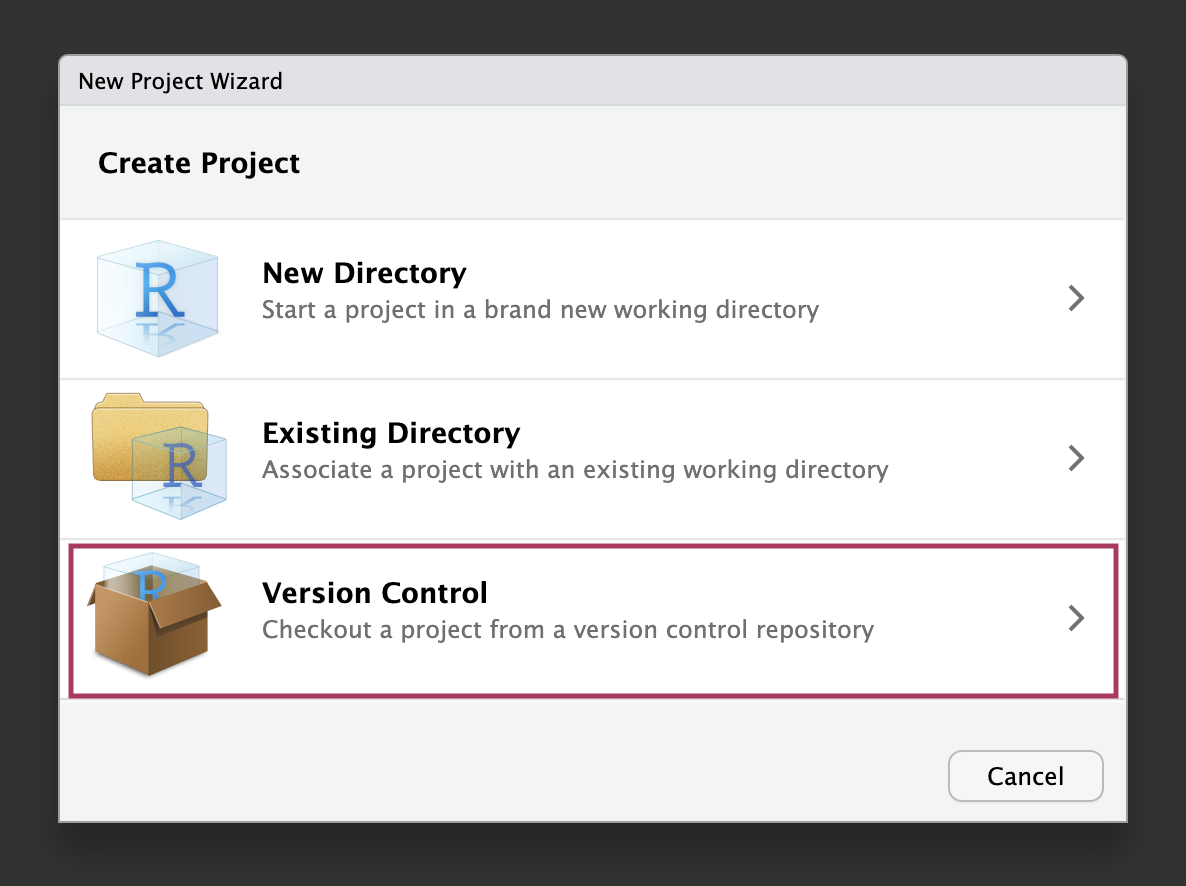 New Project Wizard
Create Project
R
New Directory
Start a project in a brand new working directory
R
Existing Directory
Associate a project with an existing working directory
R
Version Control
Checkout a project from a version control repository
Cancel